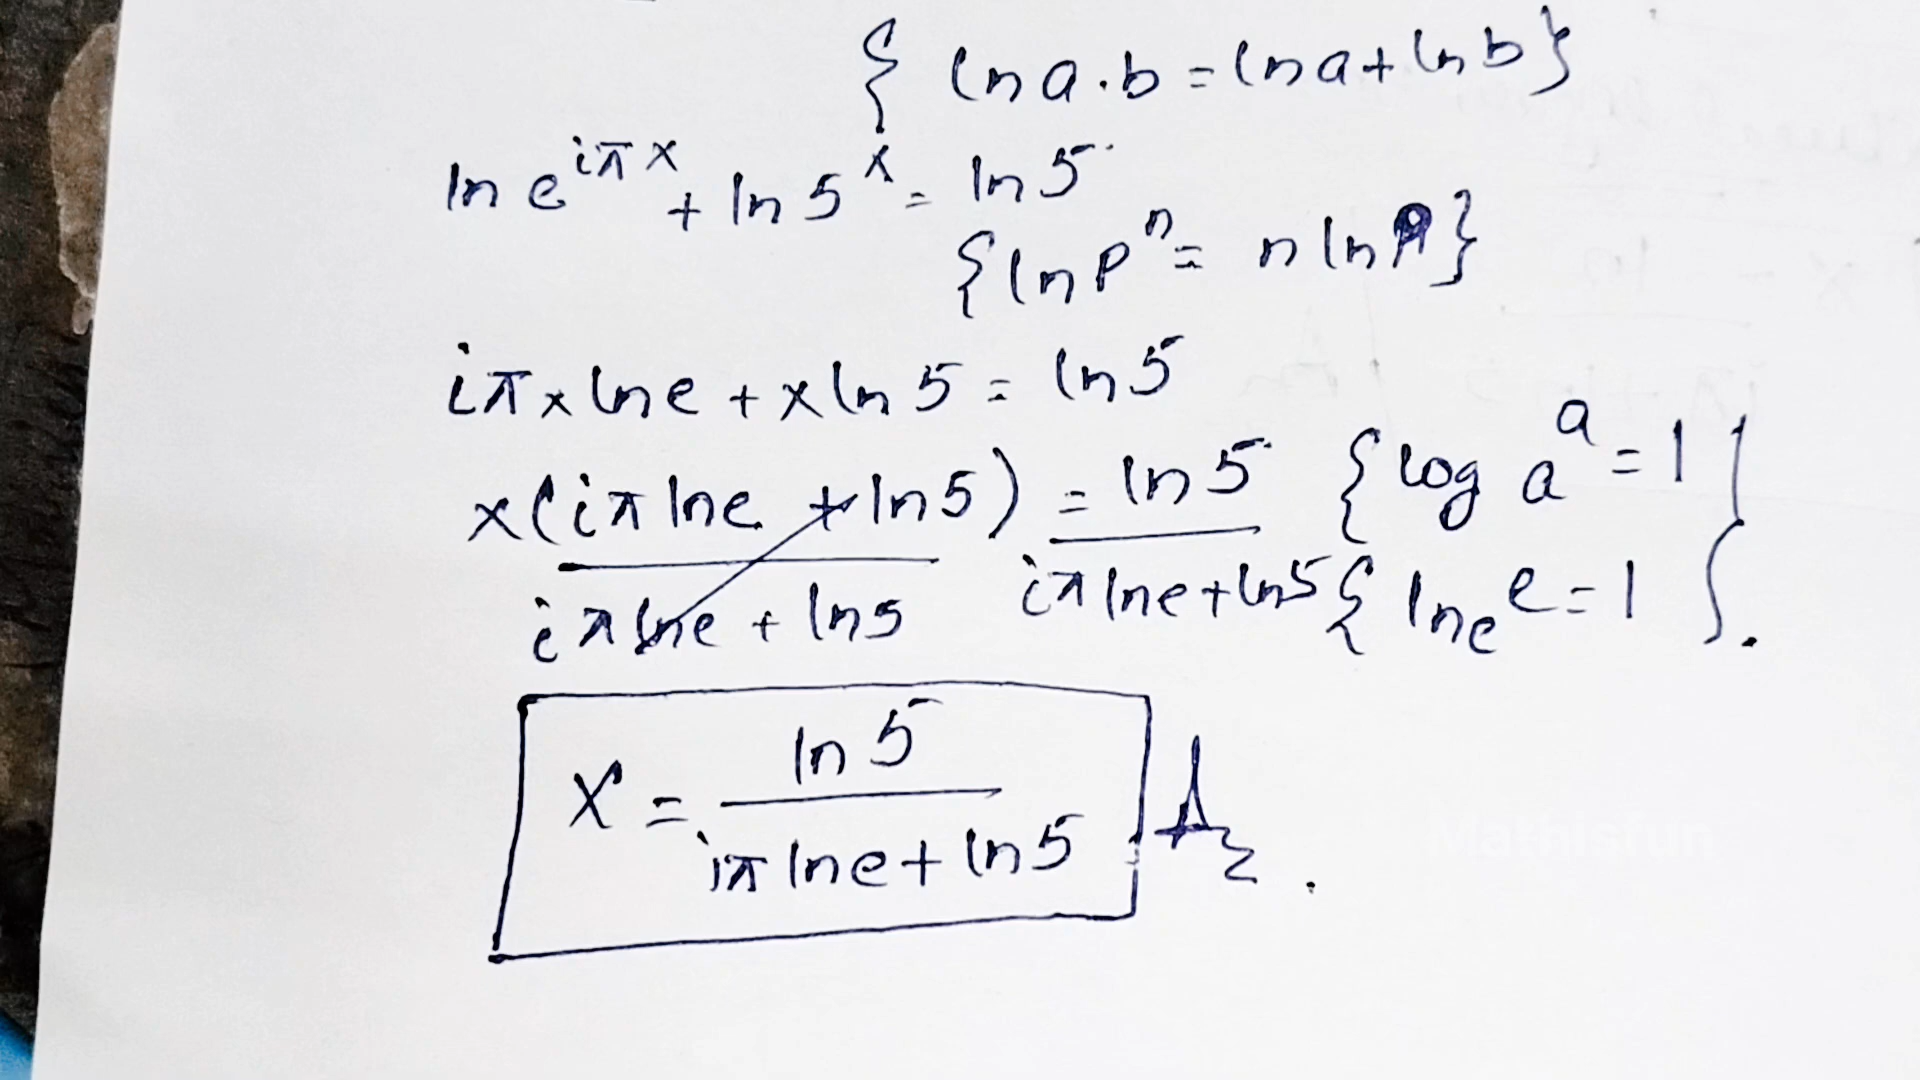 { ln a.b = ln a + ln b}
ln e^{iπx} + ln 5^x = ln 5
{ln P^n = n ln P}
iπx ln e + x ln 5 = ln 5
x(iπ ln e + ln 5) / iπ ln e + ln 5 = ln 5 / iπ ln e + ln 5 {log_a a = 1}
{ln_e e = 1}.
x = ln 5 / iπ ln e + ln 5